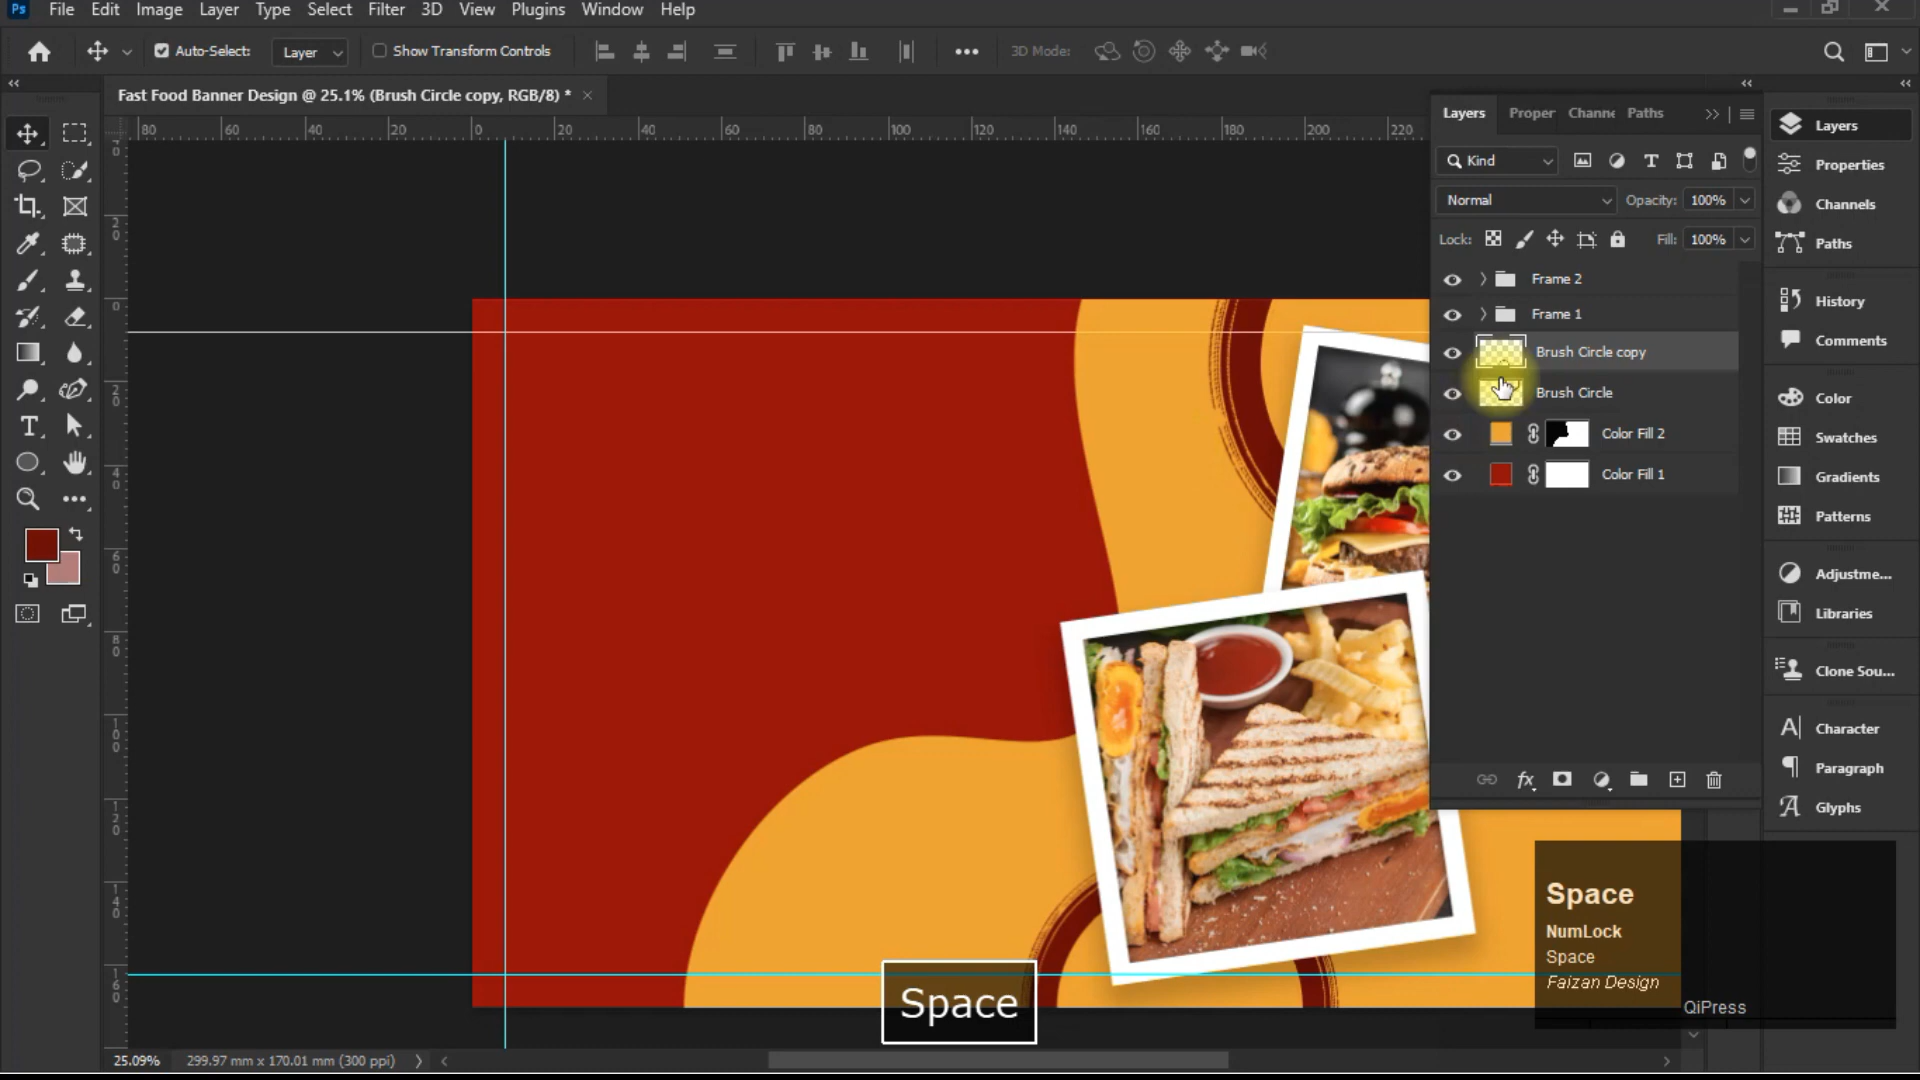 Ps File Edit Image Layer Type Select Filter 3D View Plugins Window Help
Auto-Select: Layer Show Transform Controls 3D Mode:
Fast Food Banner Design @ 25.1% (Brush Circle copy, RGB/8) *
80 60 40 20 0 20 40 60 80 100 120 140 160 180 200 220
Layers Proper Channe Paths
Kind
Normal Opacity: 100%
Lock: Fill: 100%
Frame 2
Frame 1
Brush Circle copy
Brush Circle
Color Fill 2
Color Fill 1
fx
Layers
Properties
Channels
Paths
History
Comments
Color
Swatches
Gradients
Patterns
Adjustme...
Libraries
Clone Sou...
Character
Paragraph
Glyphs
Space
NumLock
Space
Faizan Design
QiPress
Space
25.09% 299.97 mm x 170.01 mm (300 ppi)